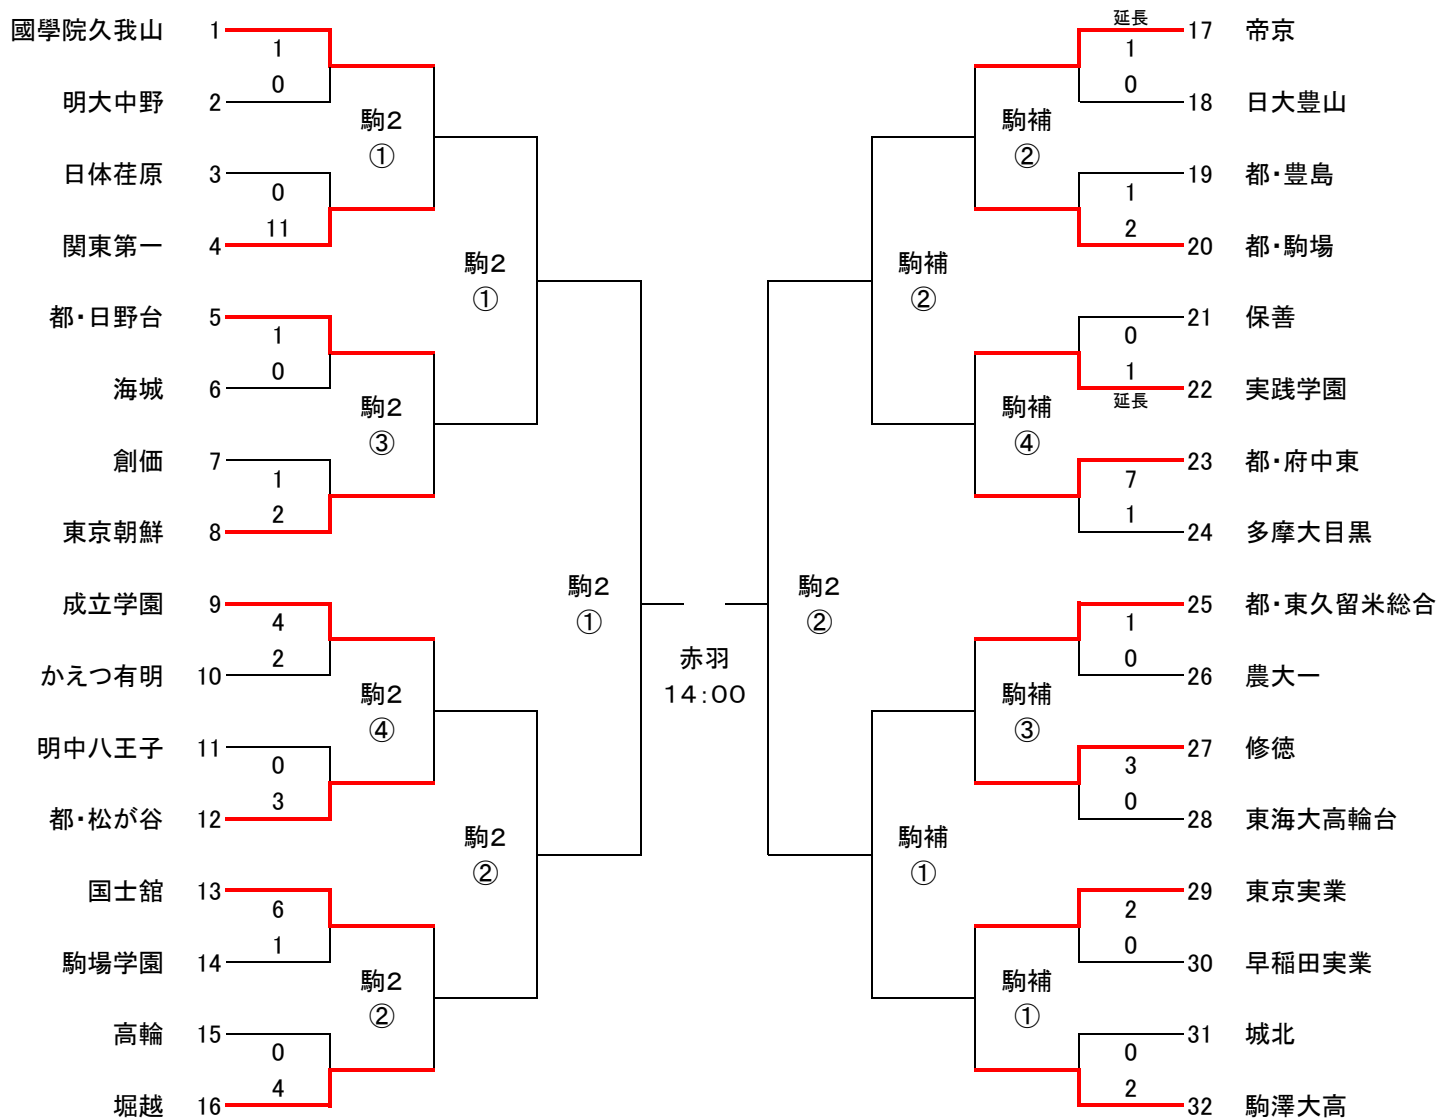 國學院久我山 1
1
0
明大中野 2
駒2
①
日体荏原 3
0
11
関東第一 4
駒2
①
都・日野台 5
1
0
海城 6
駒2
③
創価 7
1
2
東京朝鮮 8
駒2
①
成立学園 9
4
2
かえつ有明 10
駒2
④
明中八王子 11
0
3
都・松が谷 12
駒2
②
国士舘 13
6
1
駒場学園 14
駒2
②
高輪 15
0
4
堀越 16
赤羽
14:00
延長
17 帝京
1
0
18 日大豊山
駒補
②
19 都・豊島
1
2
20 都・駒場
駒補
②
21 保善
0
1
22 実践学園
延長
駒補
④
23 都・府中東
7
1
24 多摩大目黒
駒2
②
25 都・東久留米総合
1
0
26 農大一
駒補
③
27 修徳
3
0
28 東海大高輪台
駒補
①
29 東京実業
2
0
30 早稲田実業
駒補
①
31 城北
0
2
32 駒澤大高